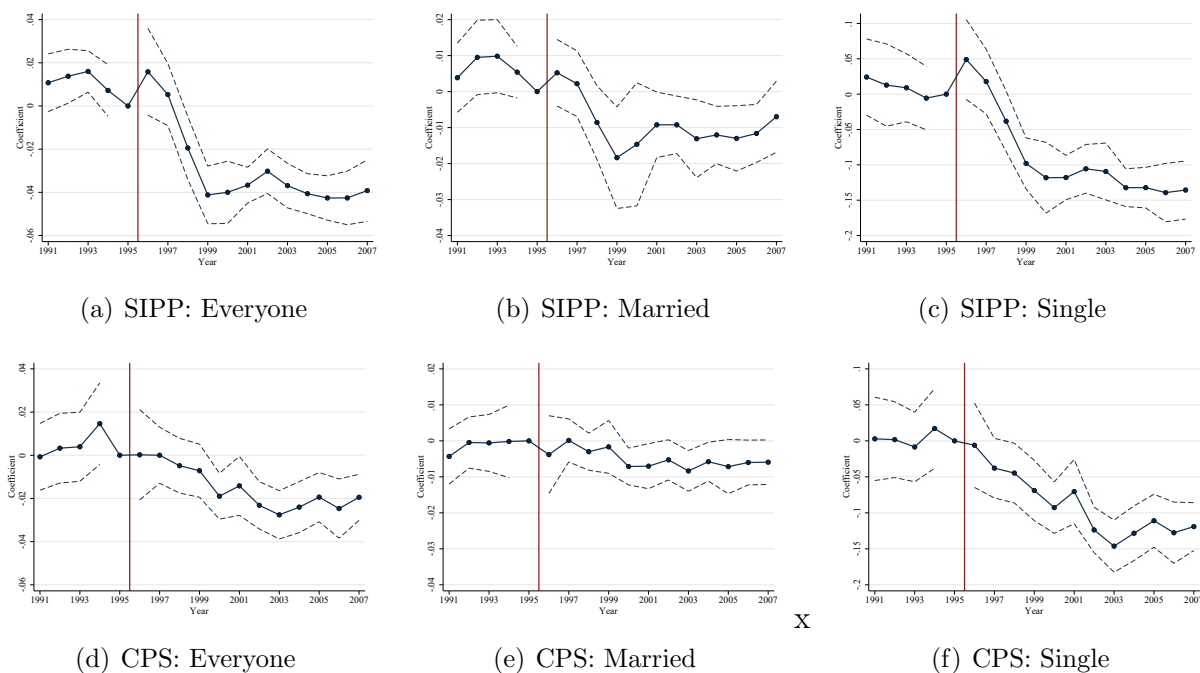 .04
.02
0
-.02
-.04
-.06
Coefficient
1991 1993 1995 1997 1999 2001 2003 2005 2007
Year
(a) SIPP: Everyone
.02
.01
0
-.01
-.02
-.03
-.04
Coefficient
1991 1993 1995 1997 1999 2001 2003 2005 2007
Year
(b) SIPP: Married
.1
.05
0
-.05
-.1
-.15
-.2
Coefficient
1991 1993 1995 1997 1999 2001 2003 2005 2007
Year
(c) SIPP: Single
.04
.02
0
-.02
-.04
-.06
Coefficient
1991 1993 1995 1997 1999 2001 2003 2005 2007
Year
(d) CPS: Everyone
.02
.01
0
-.01
-.02
-.03
-.04
Coefficient
1991 1993 1995 1997 1999 2001 2003 2005 2007
Year
x
(e) CPS: Married
.1
.05
0
-.05
-.1
-.15
-.2
Coefficient
1991 1993 1995 1997 1999 2001 2003 2005 2007
Year
(f) CPS: Single